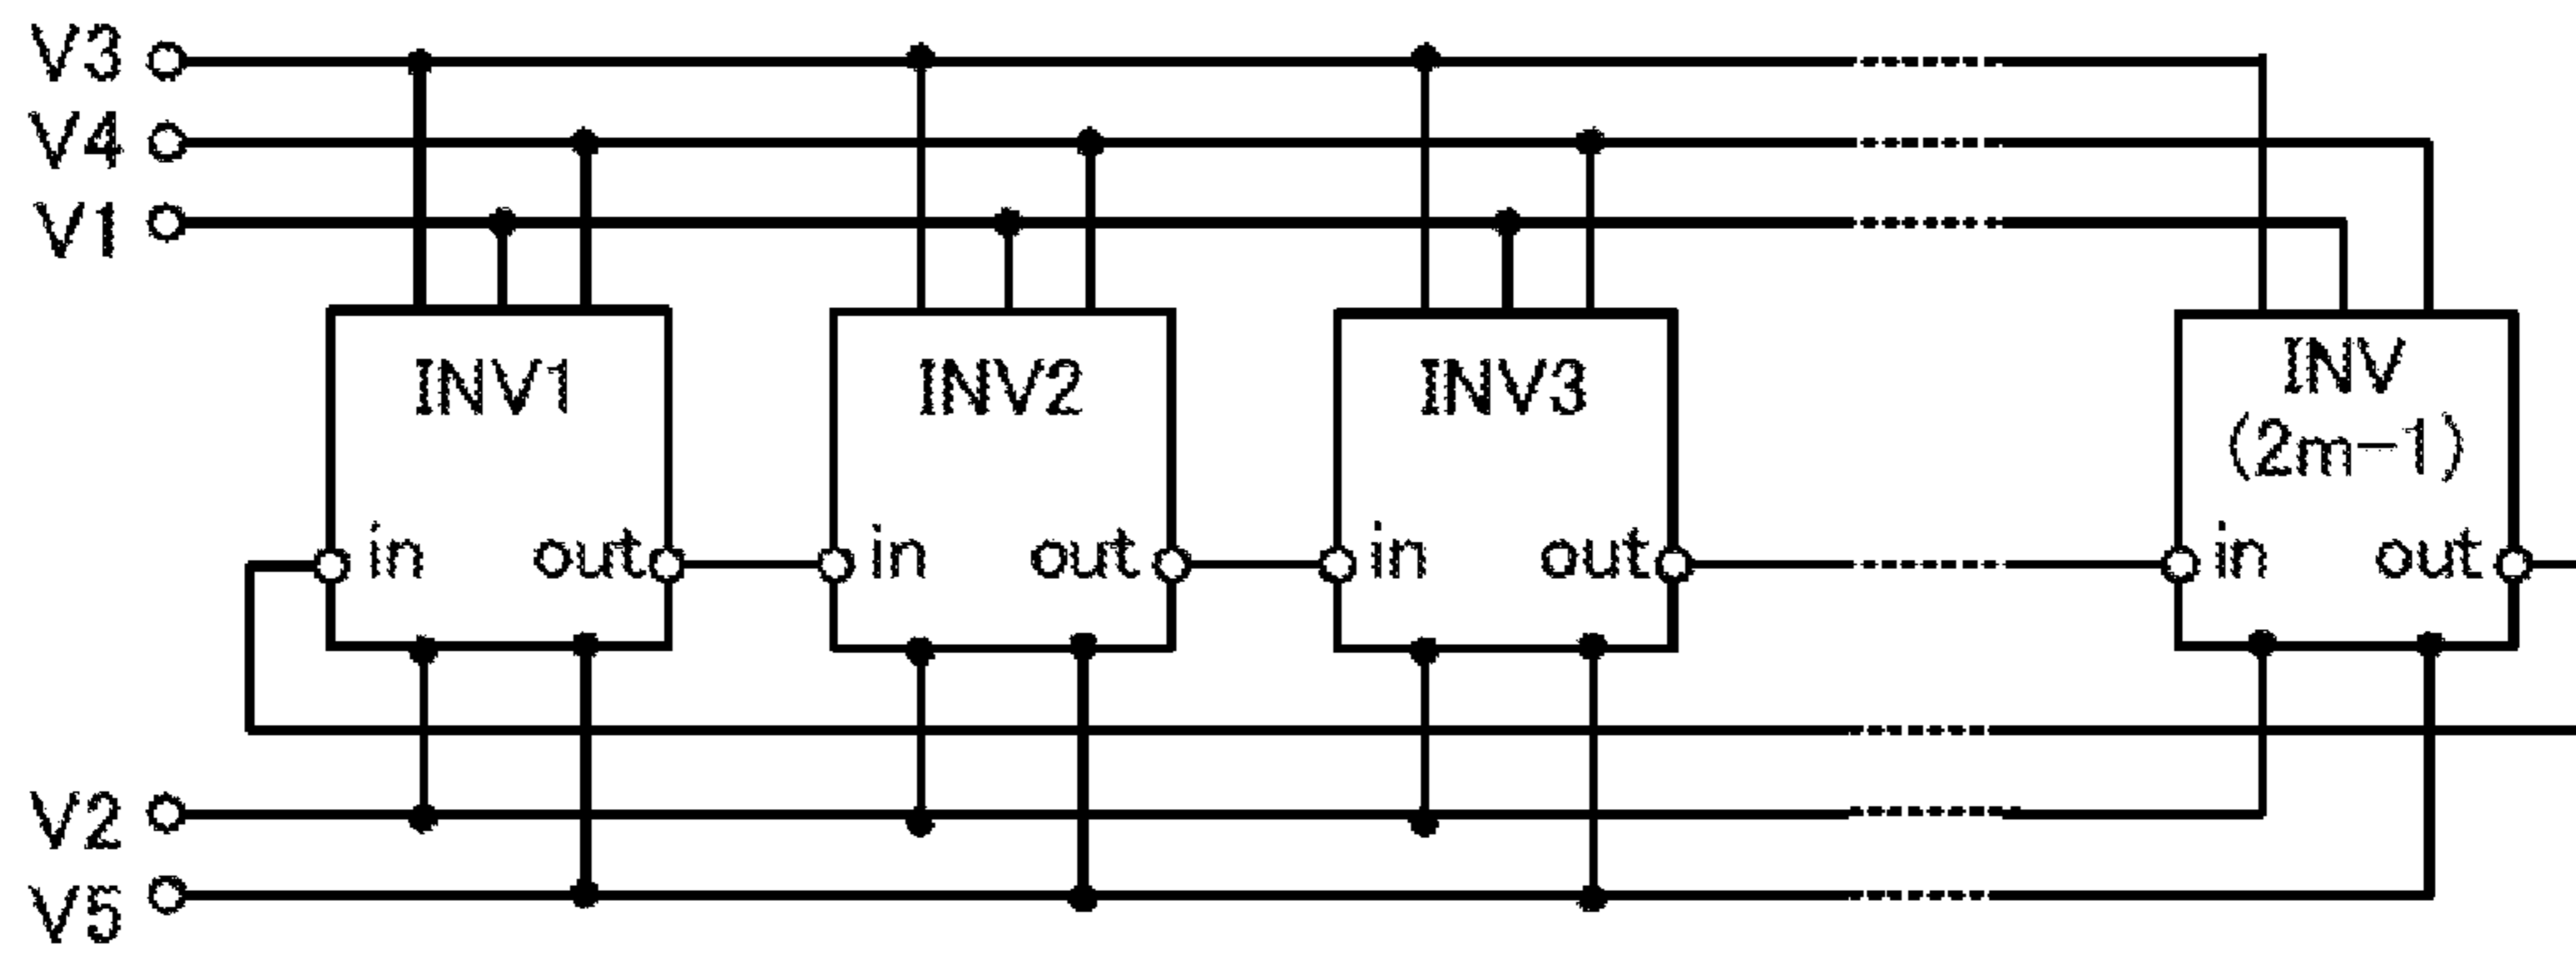 V3
V4
V1
INV1
INV2
INV3
INV
(2m-1)
in out in out in out in out
V2
V5